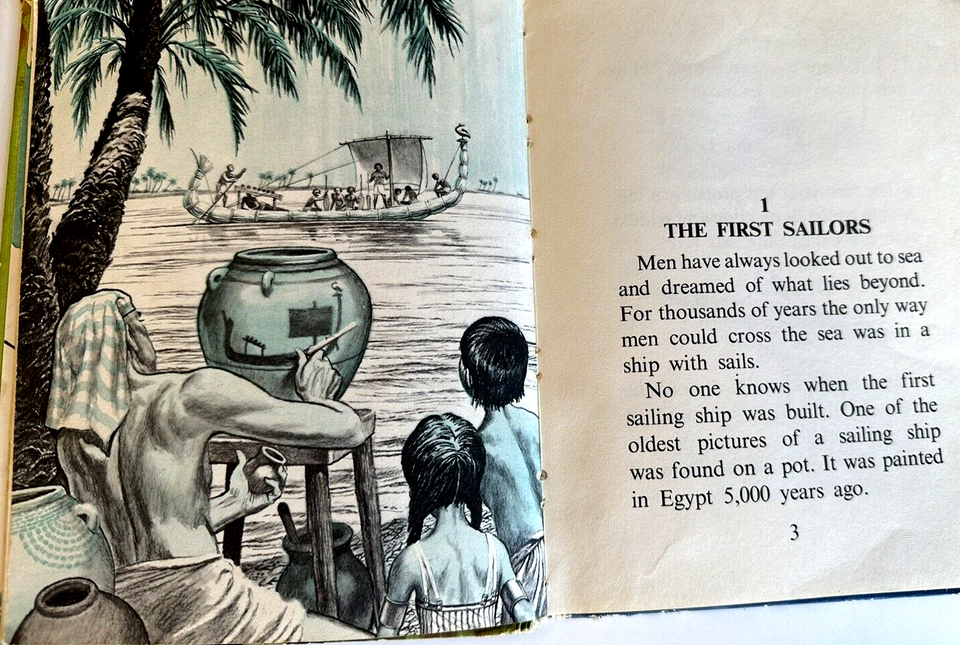 1
THE FIRST SAILORS
Men have always looked out to sea
and dreamed of what lies beyond.
For thousands of years the only way
men could cross the sea was in a
ship with sails.
No one knows when the first
sailing ship was built. One of the
oldest pictures of a sailing ship
was found on a pot. It was painted
in Egypt 5,000 years ago.
3